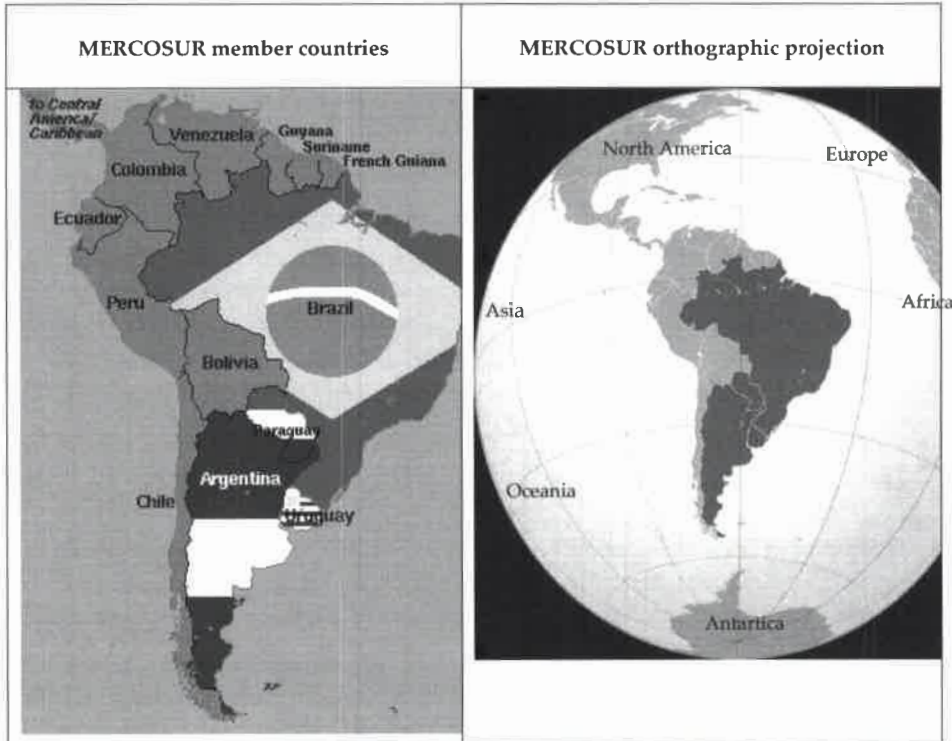 MERCOSUR member countries
MERCOSUR orthographic projection
to Central
America/
Caribbean
Venezuela
Guyana
Suriname
French Guiana
Colombia
Ecuador
Peru
Brazil
Bolivia
Paraguay
Argentina
Chile
Uruguay
North America
Europe
Asia
Africa
Oceania
Antartica